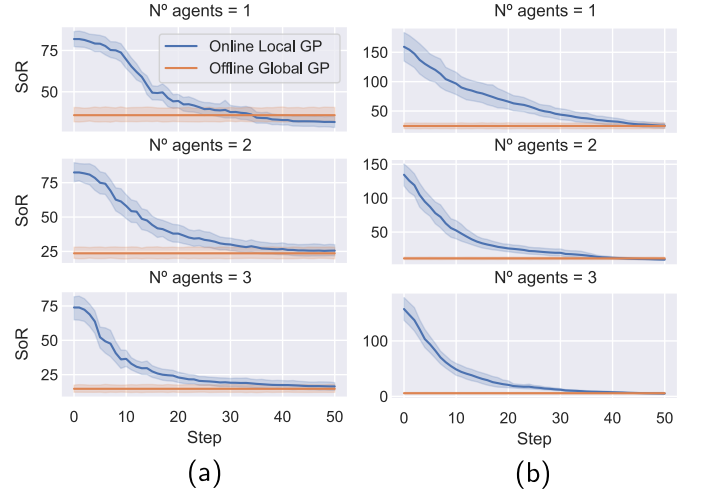 Nº agents = 1
SoR
75
50
Online Local GP
Offline Global GP
Nº agents = 2
SoR
75
50
25
Nº agents = 3
SoR
75
50
25
0 10 20 30 40 50
Step
(a)
Nº agents = 1
150
100
50
Nº agents = 2
150
100
50
Nº agents = 3
100
0
0 10 20 30 40 50
Step
(b)